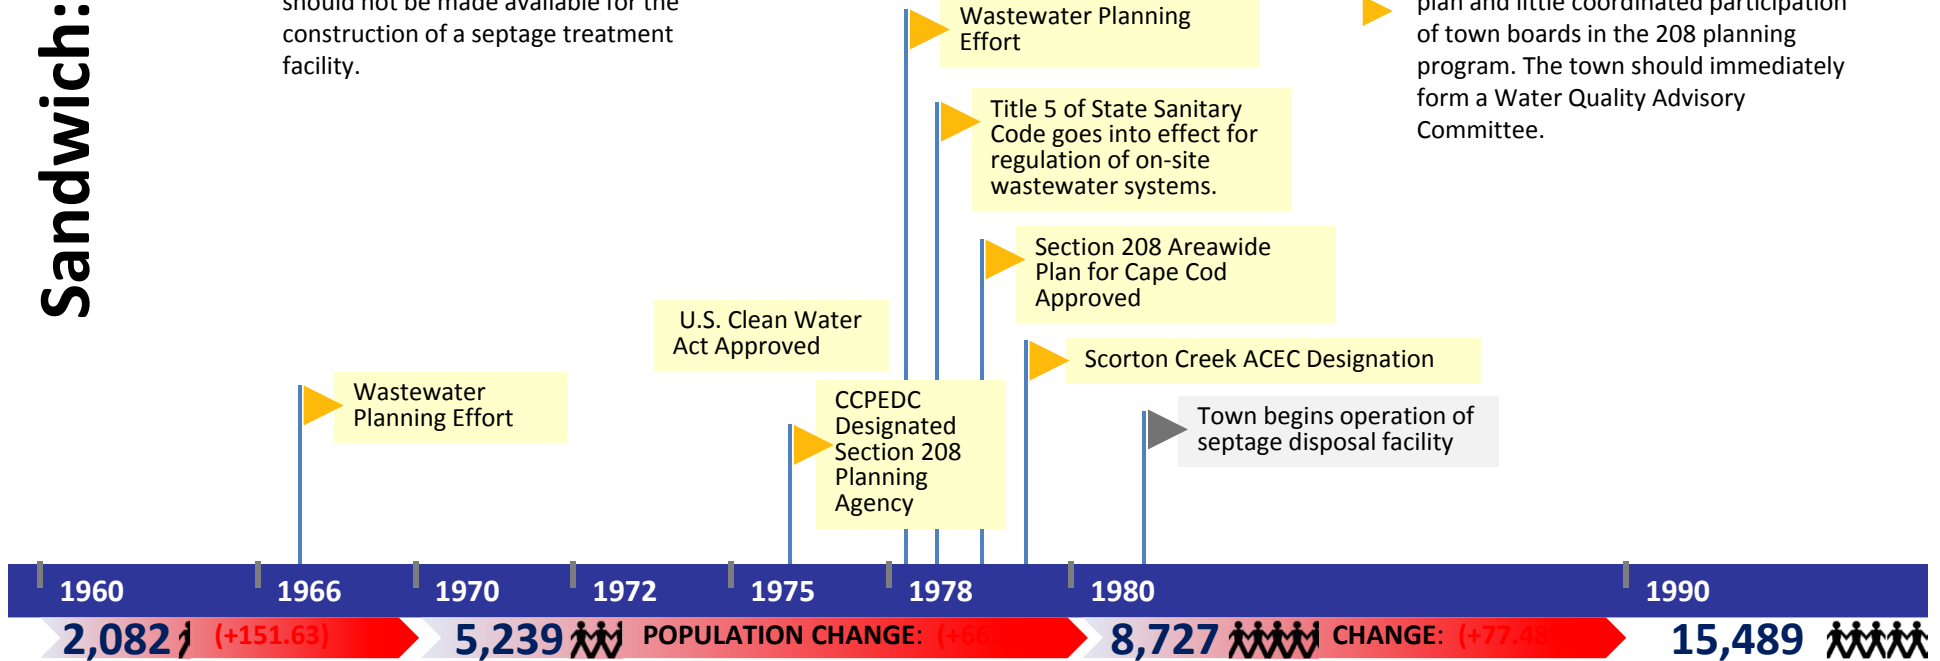 Sandwich:
should not be made available for the
construction of a septage treatment
facility.
Wastewater Planning
Effort
plan and little coordinated participation
of town boards in the 208 planning
program. The town should immediately
form a Water Quality Advisory
Committee.
Title 5 of State Sanitary
Code goes into effect for
regulation of on-site
wastewater systems.
Section 208 Areawide
Plan for Cape Cod
Approved
U.S. Clean Water
Act Approved
Scorton Creek ACEC Designation
Wastewater
Planning Effort
CCPEDC
Designated
Section 208
Planning
Agency
Town begins operation of
septage disposal facility
1960 1966 1970 1972 1975 1978 1980 1990
2,082 (+151.63) 5,239 POPULATION CHANGE: 8,727 CHANGE: 15,489